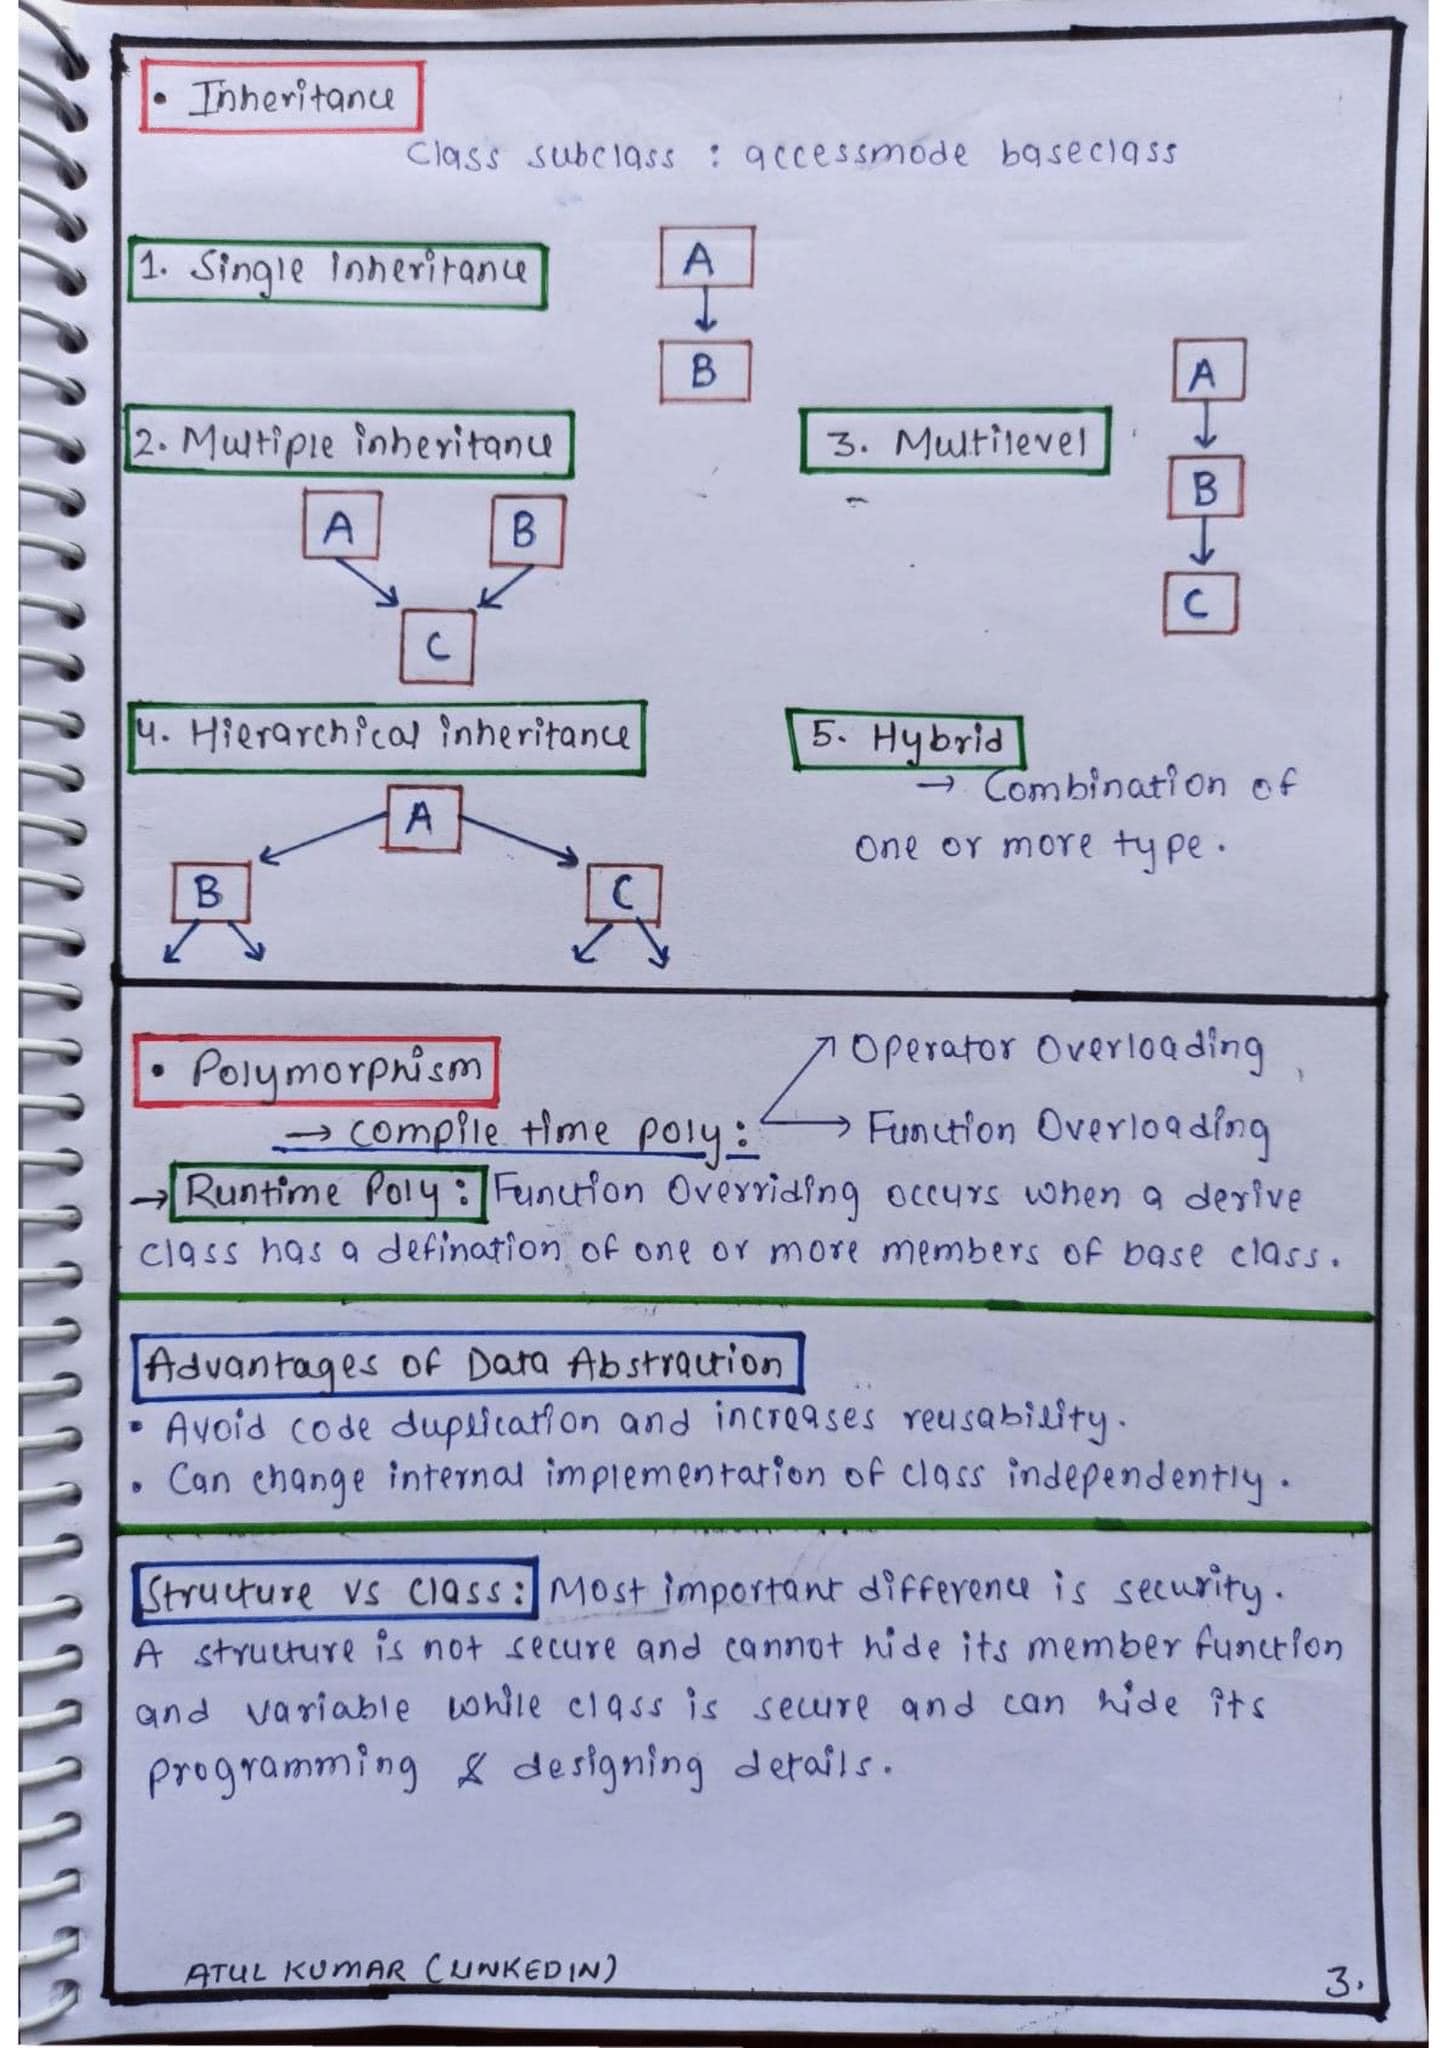 • Inheritance
Class subclass : accessmode baseclass
1. Single inheritance
A
B
2. Multiple inheritance
A B
C
3. Multilevel
A
B
C
4. Hierarchical inheritance
A
B C
5. Hybrid
→ Combination of
one or more type.
• Polymorphism
→ compile time poly :
Operator Overloading
→ Function Overloading
→ Runtime Poly : Function Overriding occurs when a derive
class has a defination of one or more members of base class.
Advantages of Data Abstraction
• Avoid code duplication and increases reusability.
• Can change internal implementation of class independently.
Structure vs class : Most important difference is security.
A structure is not secure and cannot hide its member function
and variable while class is secure and can hide its
programming & designing details.
ATUL KUMAR (LINKEDIN)
3.